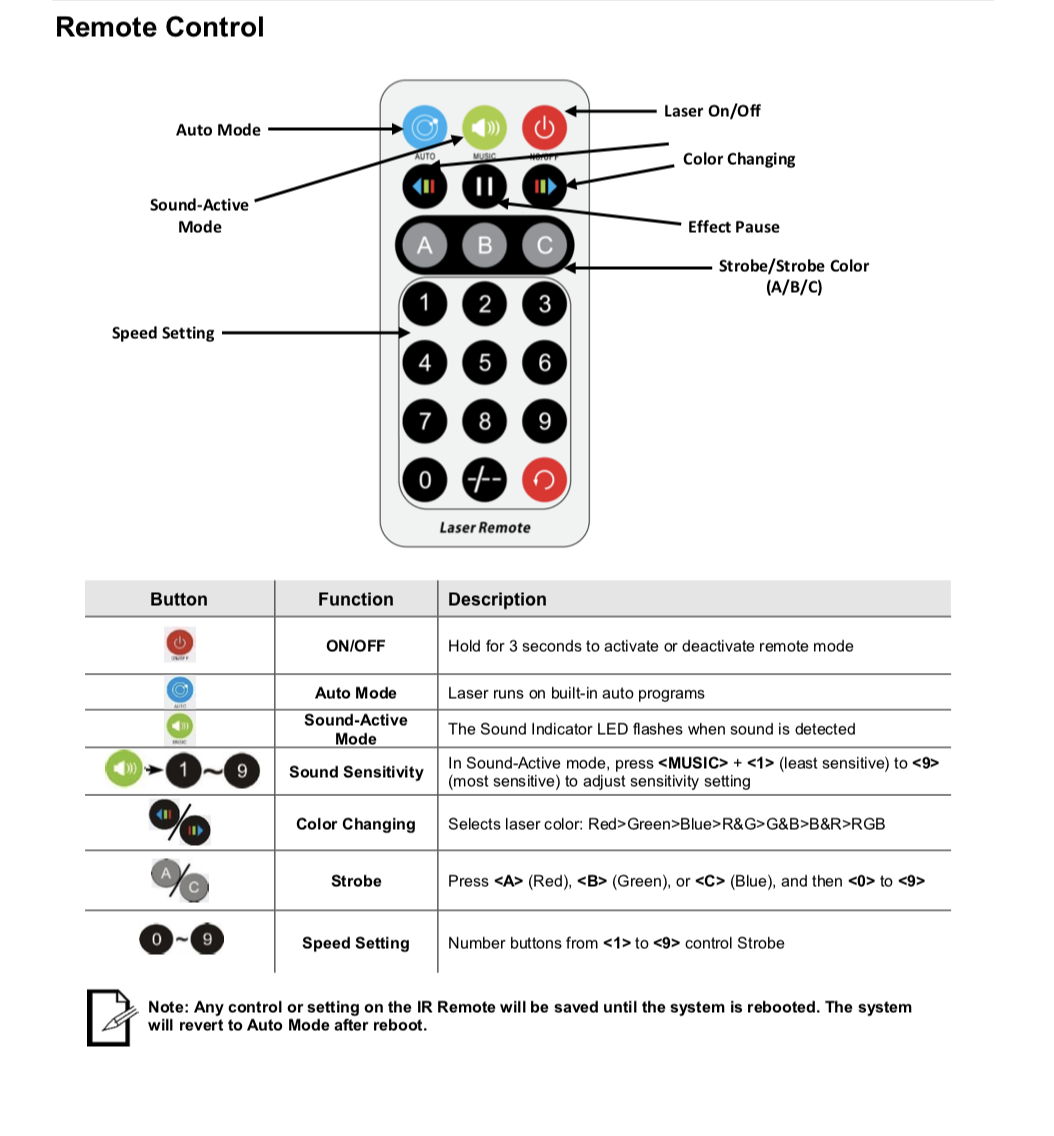 Remote Control
Laser On/Off
Auto Mode
AUTO
MUSIC
NO/OFF
Color Changing
Sound-Active
Mode
Effect Pause
A
B
C
Strobe/Strobe Color
(A/B/C)
1
2
3
Speed Setting
4
5
6
7
8
9
0
-/--
Laser Remote
Button Function Description
ON/OFF
ON/OFF Hold for 3 seconds to activate or deactivate remote mode
AUTO
Auto Mode Laser runs on built-in auto programs
MUSIC
Sound-Active
Mode
The Sound Indicator LED flashes when sound is detected
1 ~ 9
Sound Sensitivity
In Sound-Active mode, press <MUSIC> + <1> (least sensitive) to <9>
(most sensitive) to adjust sensitivity setting
/
Color Changing Selects laser color: Red>Green>Blue>R&G>G&B>B&R>RGB
A / C
Strobe Press <A> (Red), <B> (Green), or <C> (Blue), and then <0> to <9>
0 ~ 9
Speed Setting Number buttons from <1> to <9> control Strobe
Note: Any control or setting on the IR Remote will be saved until the system is rebooted. The system
will revert to Auto Mode after reboot.